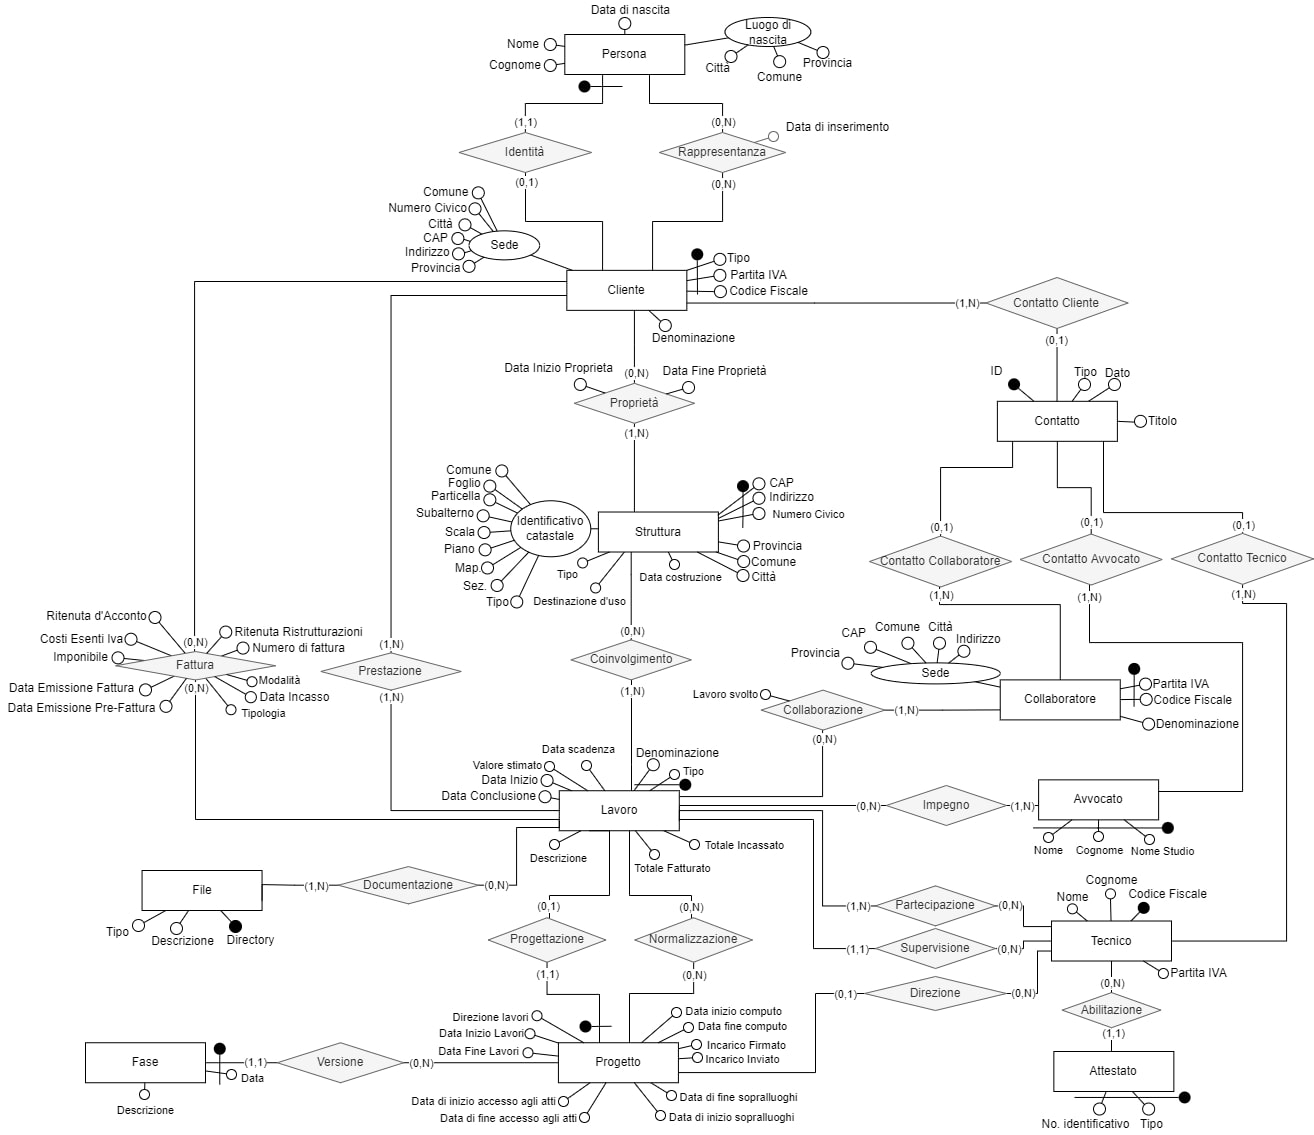 Data di nascita
Nome
Cognome
Persona
Luogo di
nascita
Città
Comune
Provincia
(1,1)
Identità
(0,1)
(0,N)
Rappresentanza
Data di inserimento
(0,N)
Comune
Numero Civico
Città
CAP
Indirizzo
Provincia
Sede
Cliente
Tipo
Partita IVA
Codice Fiscale
Denominazione
(1,N)
Contatto Cliente
(0,1)
Data Inizio Proprieta
Data Fine Proprietà
(0,N)
Proprietà
(1,N)
ID
Tipo
Dato
Contatto
Titolo
Comune
Foglio
Particella
Subalterno
Scala
Piano
Map.
Sez.
Tipo
Identificativo
catastale
Struttura
CAP
Indirizzo
Numero Civico
Provincia
Comune
Città
Tipo
Destinazione d'uso
Data costruzione
(0,1)
Contatto Collaboratore
(1,N)
(0,1)
Contatto Avvocato
(1,N)
(0,1)
Contatto Tecnico
(1,N)
Ritenuta d'Acconto
Costi Esenti Iva
Imponibile
Data Emissione Fattura
Data Emissione Pre-Fattura
(0,N)
Fattura
(0,N)
Ritenuta Ristrutturazioni
Numero di fattura
Modalità
Data Incasso
Tipologia
(1,N)
Prestazione
(1,N)
(0,N)
Coinvolgimento
(1,N)
Provincia
CAP
Comune
Città
Indirizzo
Sede
Collaboratore
Partita IVA
Codice Fiscale
Denominazione
Lavoro svolto
Collaborazione
(1,N)
(0,N)
Data scadenza
Denominazione
Valore stimato
Tipo
Data Inizio
Data Conclusione
Lavoro
Descrizione
Totale Fatturato
Totale Incassato
(0,N)
Impegno
(1,N)
Avvocato
Nome
Cognome
Nome Studio
File
(1,N)
Documentazione
(0,N)
Tipo
Descrizione
Directory
(0,1)
Progettazione
(1,1)
(0,N)
Normalizzazione
(0,N)
(1,N)
Partecipazione
(0,N)
(1,1)
Supervisione
(0,N)
(0,1)
Direzione
(0,N)
Nome
Cognome
Codice Fiscale
Tecnico
Partita IVA
(0,N)
Abilitazione
(1,1)
Attestato
No. identificativo
Tipo
Fase
(1,1)
Data
Descrizione
Versione
(0,N)
Direzione lavori
Data Inizio Lavori
Data Fine Lavori
Progetto
Data inizio computo
Data fine computo
Incarico Firmato
Incarico Inviato
Data di inizio accesso agli atti
Data di fine accesso agli atti
Data di fine sopralluoghi
Data di inizio sopralluoghi